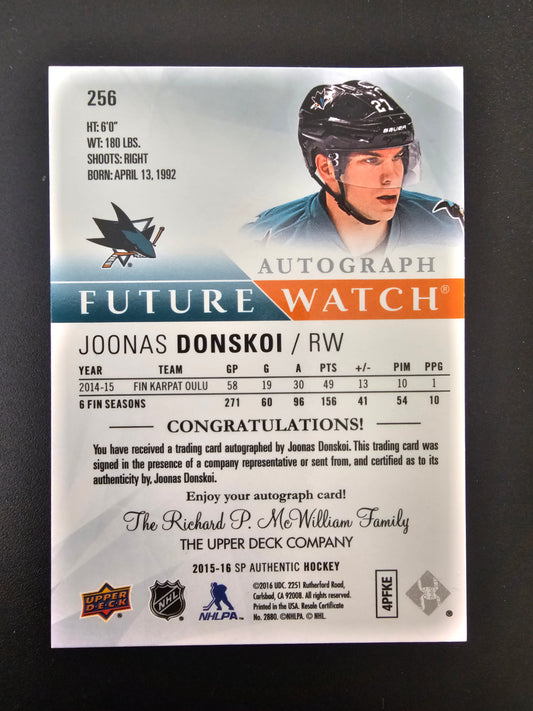 256
HT: 6'0"
WT: 180 LBS.
SHOOTS: RIGHT
BORN: APRIL 13, 1992
27
BAUER
AUTOGRAPH
FUTURE WATCH®
JOONAS DONSKOI / RW
YEAR TEAM GP G A PTS +/- PIM PPG
2014-15 FIN KARPAT OULU 58 19 30 49 13 10 1
6 FIN SEASONS 271 60 96 156 41 54 10
CONGRATULATIONS!
You have received a trading card autographed by Joonas Donskoi. This trading card was
signed in the presence of a company representative or sent from, and certified as to its
authenticity by, Joonas Donskoi.
Enjoy your autograph card!
The Richard P. McWilliam Family
THE UPPER DECK COMPANY
2015-16 SP AUTHENTIC HOCKEY
UPPER DECK
NHL
NHLPA
©2016 UDC. 2251 Rutherford Road,
Carlsbad, CA 92008. All rights reserved.
Printed in the USA. Resale Certificate
No. 2880. ©NHLPA. © NHL.
4PFKE
®